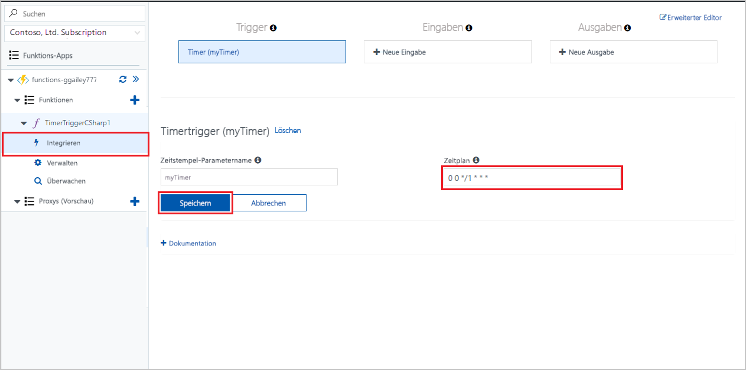 Suchen
Contoso, Ltd. Subscription
Funktions-Apps
functions-ggailey777
Funktionen
TimerTriggerCSharp1
Integrieren
Verwalten
Überwachen
Proxys (Vorschau)
Erweiterter Editor
Trigger
Eingaben
Ausgaben
Timer (myTimer)
Neue Eingabe
Neue Ausgabe
Timertrigger (myTimer) Löschen
Zeitstempel-Parametername
Zeitplan
myTimer
0 0 */1 * * *
Speichern
Abbrechen
Dokumentation